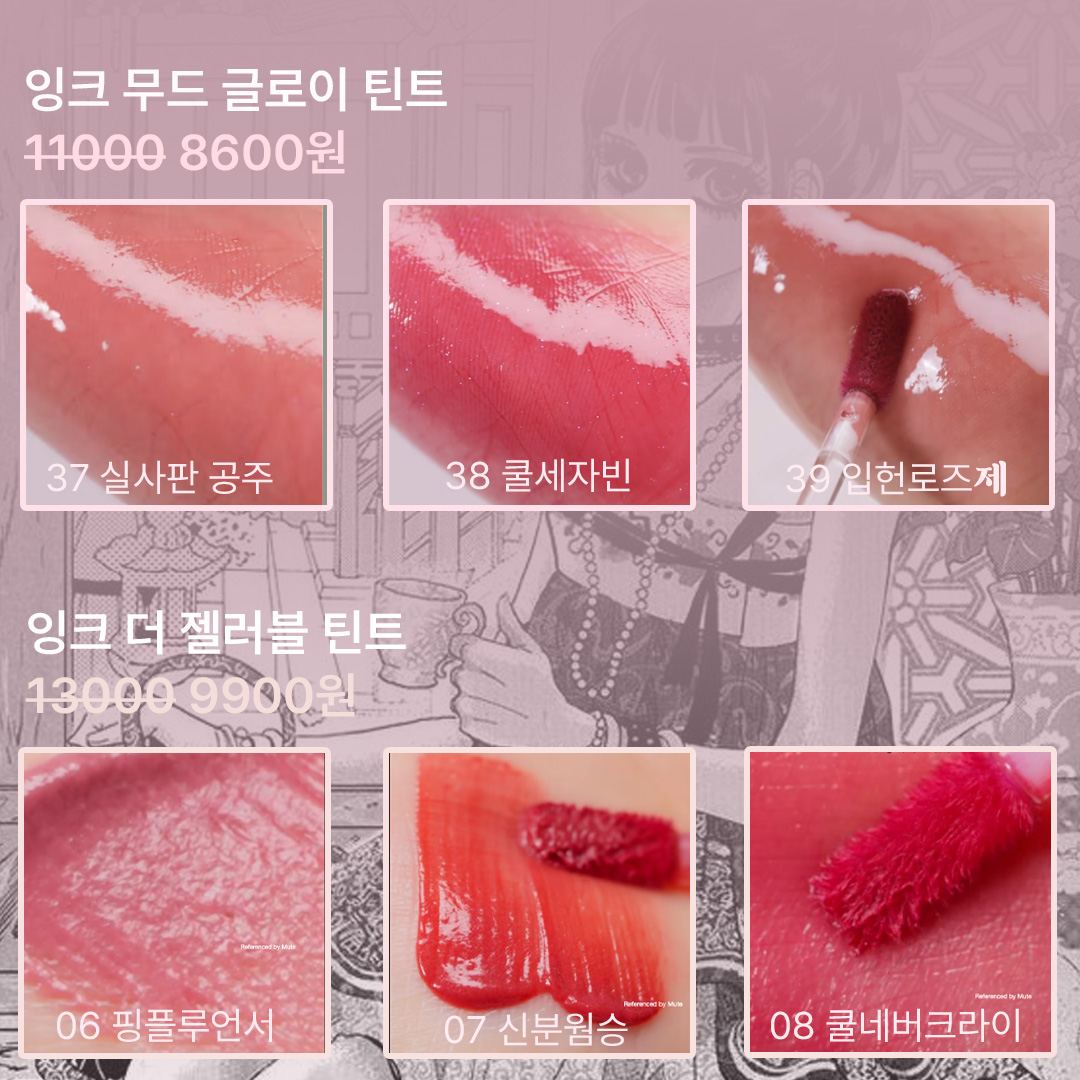 잉크 무드 글로이 틴트
11000 8600원
37 실사판 공주
38 쿨세자빈
39 입헌로즈제
잉크 더 젤러블 틴트
13000 9900원
Referenced by Mute
Referenced by Mute
Referenced by Mute
06 핑플루언서
07 신분웜승
08 쿨네버크라이